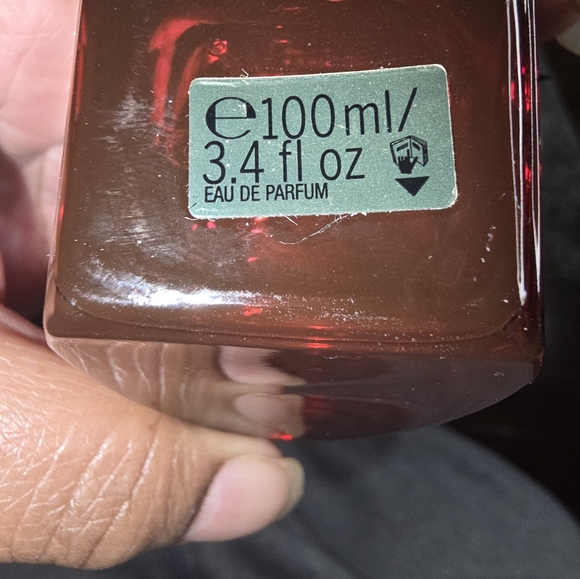 ℮100ml/
3.4 fl oz
EAU DE PARFUM